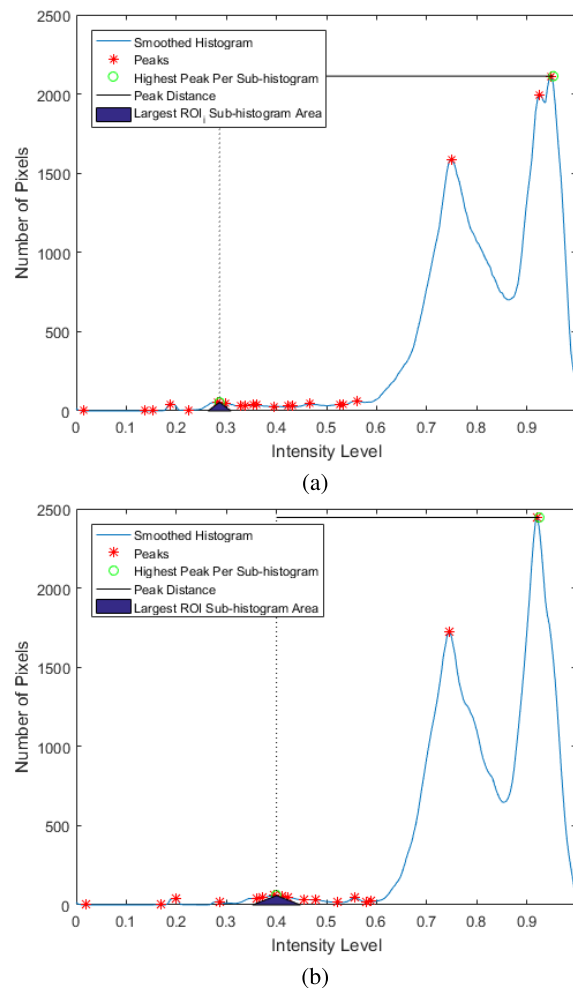 2500
2000
1500
1000
500
0
Number of Pixels
Smoothed Histogram
Peaks
Highest Peak Per Sub-histogram
Peak Distance
Largest ROIi Sub-histogram Area
0 0.1 0.2 0.3 0.4 0.5 0.6 0.7 0.8 0.9
Intensity Level
(a)
2500
2000
1500
1000
500
0
Number of Pixels
Smoothed Histogram
Peaks
Highest Peak Per Sub-histogram
Peak Distance
Largest ROI Sub-histogram Area
0 0.1 0.2 0.3 0.4 0.5 0.6 0.7 0.8 0.9
Intensity Level
(b)